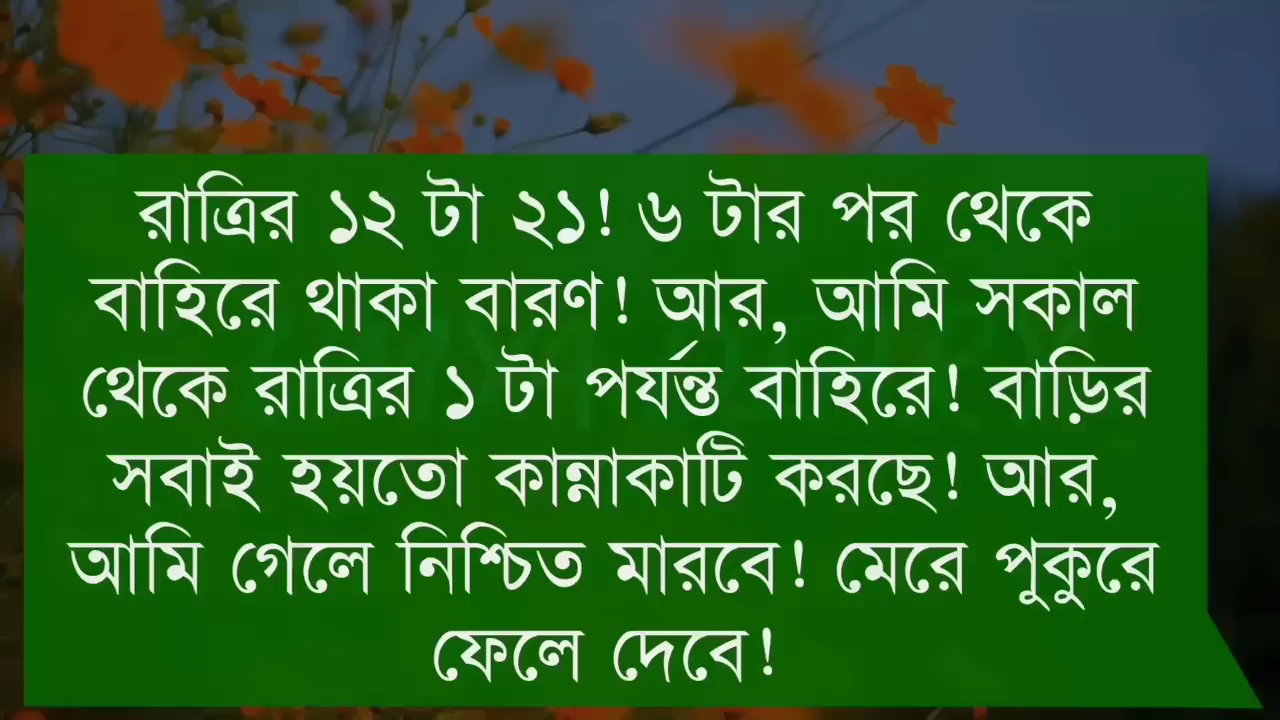 রাত্রির ১২ টা ২১! ৬ টার পর থেকে
বাহিরে থাকা বারণ! আর, আমি সকাল
থেকে রাত্রির ১ টা পর্যন্ত বাহিরে! বাড়ির
সবাই হয়তো কান্নাকাটি করছে! আর,
আমি গেলে নিশ্চিত মারবে! মেরে পুকুরে
ফেলে দেবে!